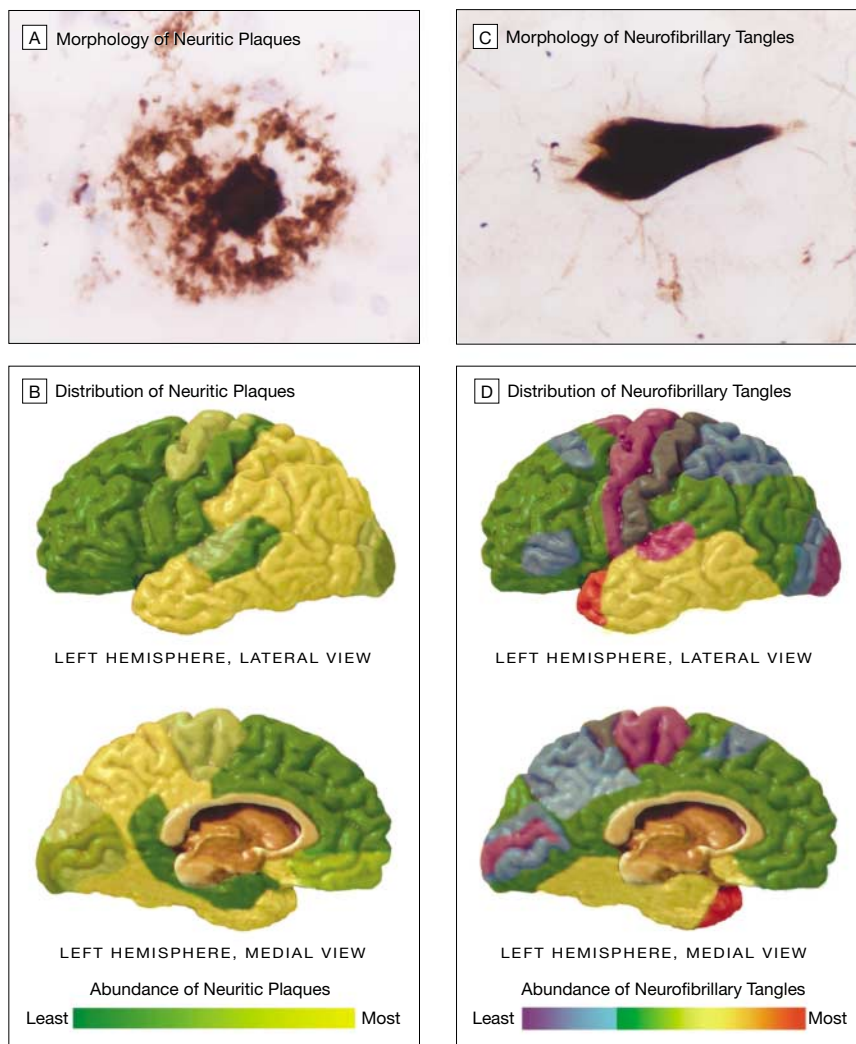 A Morphology of Neuritic Plaques
C Morphology of Neurofibrillary Tangles
B Distribution of Neuritic Plaques
LEFT HEMISPHERE, LATERAL VIEW
LEFT HEMISPHERE, MEDIAL VIEW
Abundance of Neuritic Plaques
Least Most
D Distribution of Neurofibrillary Tangles
LEFT HEMISPHERE, LATERAL VIEW
LEFT HEMISPHERE, MEDIAL VIEW
Abundance of Neurofibrillary Tangles
Least Most